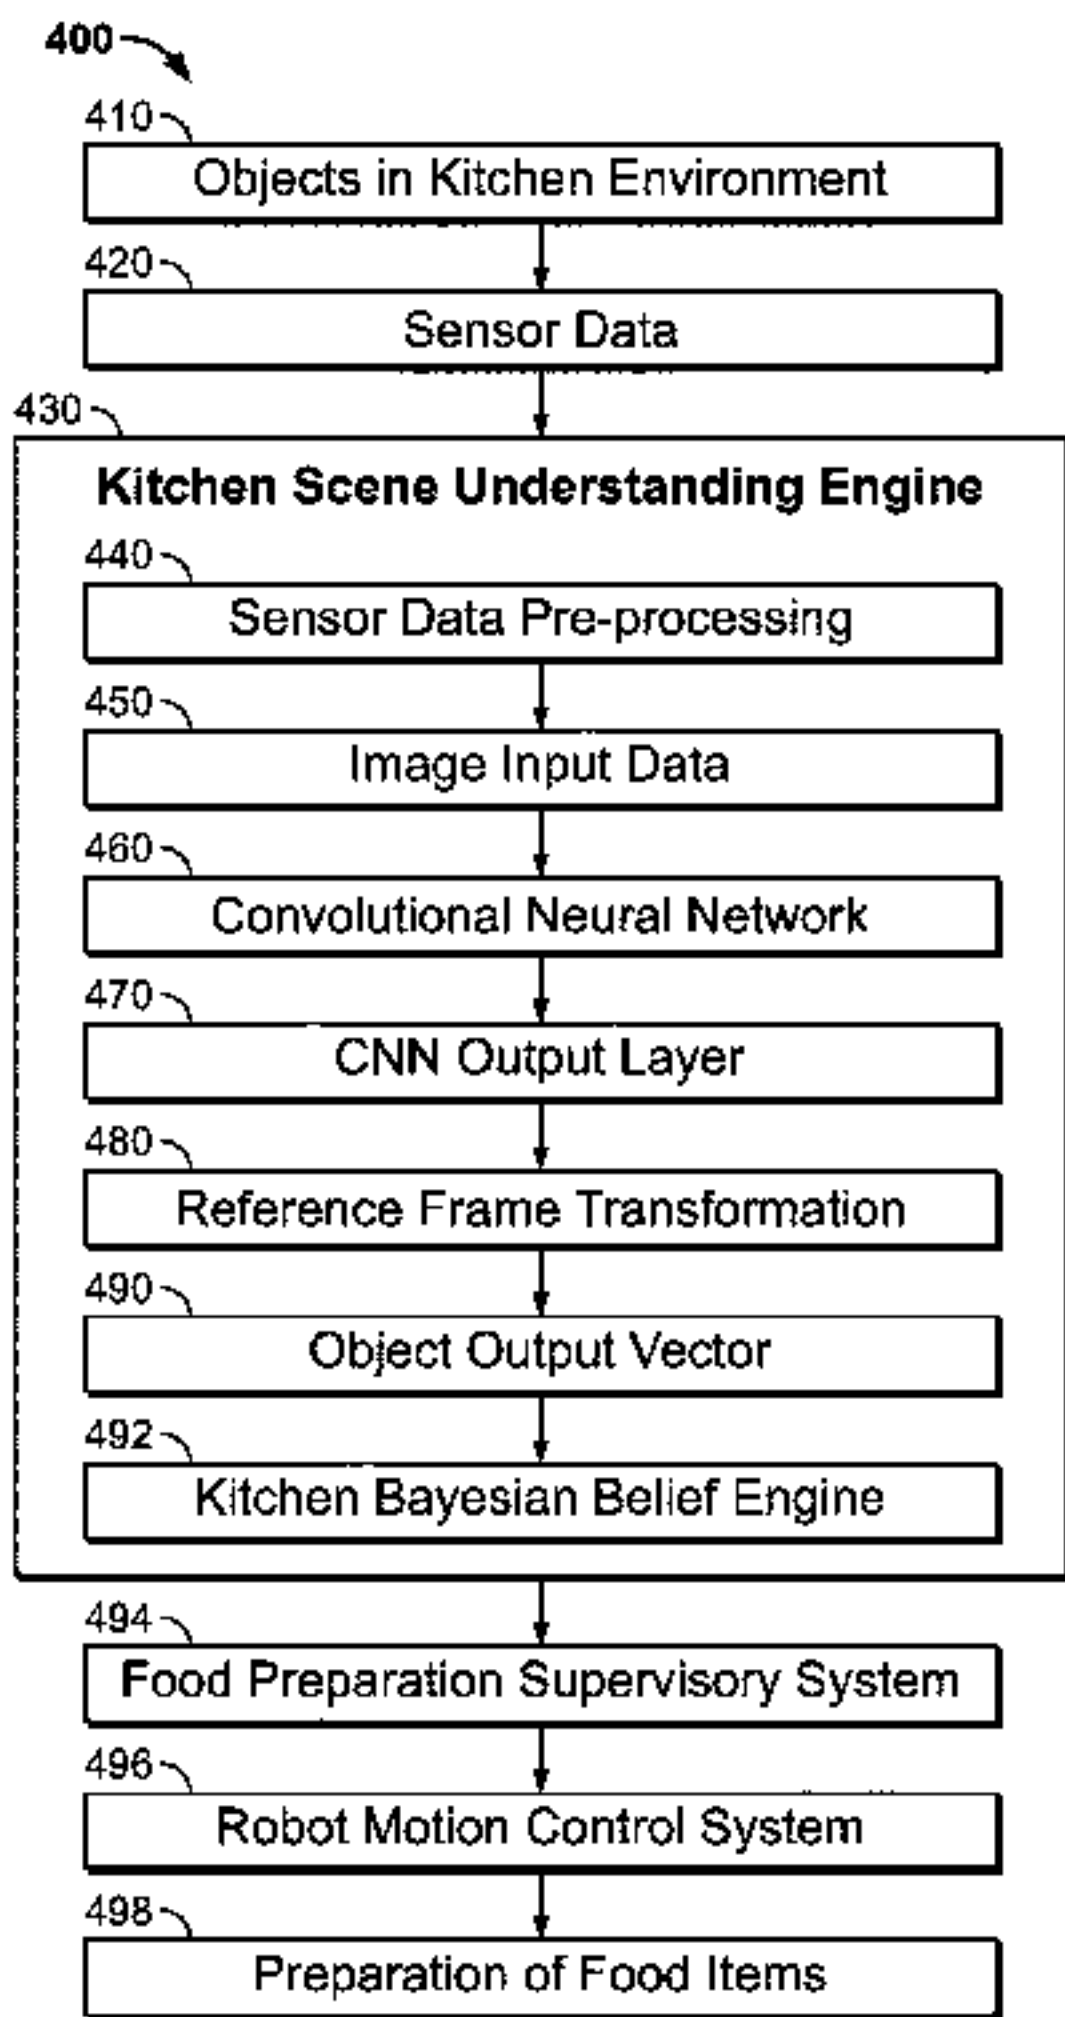 400
410
Objects in Kitchen Environment
420
Sensor Data
430
Kitchen Scene Understanding Engine
440
Sensor Data Pre-processing
450
Image Input Data
460
Convolutional Neural Network
470
CNN Output Layer
480
Reference Frame Transformation
490
Object Output Vector
492
Kitchen Bayesian Belief Engine
494
Food Preparation Supervisory System
496
Robot Motion Control System
498
Preparation of Food Items